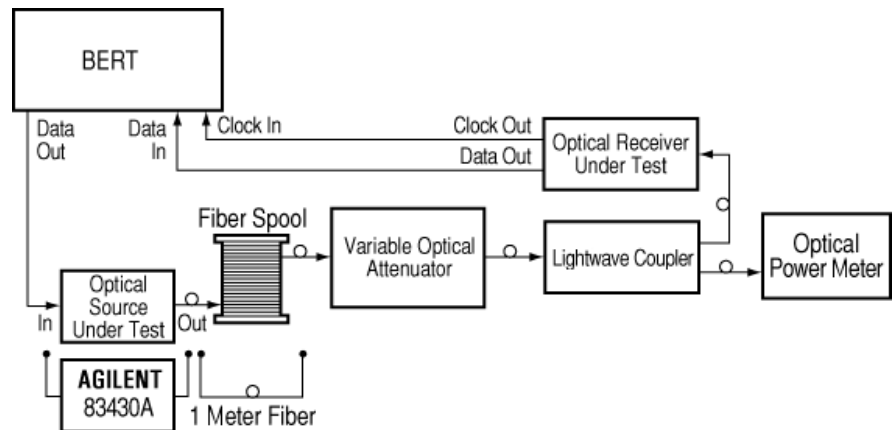 BERT
Data
Out
Data
In
Clock In
Clock Out
Data Out
Optical Receiver
Under Test
Fiber Spool
Variable Optical
Attenuator
Lightwave Coupler
Optical
Power Meter
In
Optical
Source
Under Test
Out
AGILENT
83430A
1 Meter Fiber